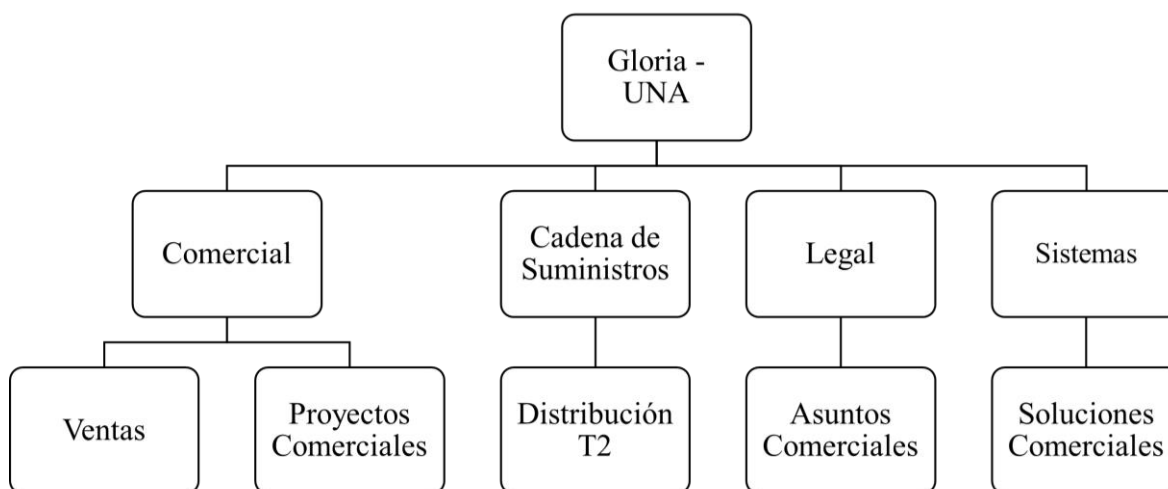 Gloria -
UNA
Comercial
Cadena de
Suministros
Legal
Sistemas
Ventas
Proyectos
Comerciales
Distribución
T2
Asuntos
Comerciales
Soluciones
Comerciales